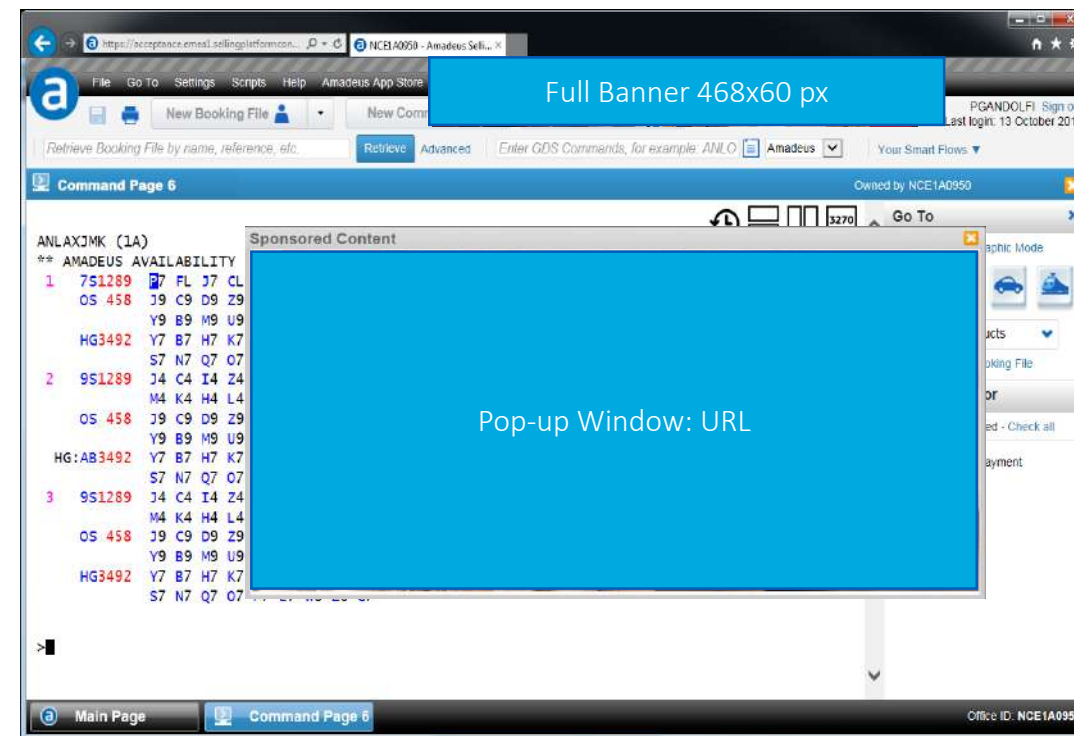 https://acceptance.emea1.sellingplatformcon...
NCE1A0950 - Amadeus Selli...
File Go To Settings Scripts Help Amadeus App Store
Full Banner 468x60 px
New Booking File
New Comm
PGANDOLFI Sign o
Last login: 13 October 201
Retrieve Booking File by name, reference, etc.
Retrieve
Advanced
Enter GDS Commands, for example: ANLO
Amadeus
Your Smart Flows
Command Page 6
Owned by NCE1A0950
3270
Go To
ANLAXJMK (1A)
Sponsored Content
aphic Mode
** AMADEUS AVAILABILITY
1 7S1289 P7 FL J7 CL
OS 458 J9 C9 D9 Z9
Y9 B9 M9 U9
HG3492 Y7 B7 H7 K7
ucts
S7 N7 Q7 O7
oking File
2 9S1289 J4 C4 I4 Z4
M4 K4 H4 L4
or
OS 458 J9 C9 D9 Z9
Pop-up Window: URL
ed - Check all
Y9 B9 M9 U9
HG:AB3492 Y7 B7 H7 K7
ayment
S7 N7 Q7 O7
3 9S1289 J4 C4 I4 Z4
M4 K4 H4 L4
OS 458 J9 C9 D9 Z9
Y9 B9 M9 U9
HG3492 Y7 B7 H7 K7
S7 N7 Q7 O7
>
Main Page
Command Page 6
Office ID: NCE1A095